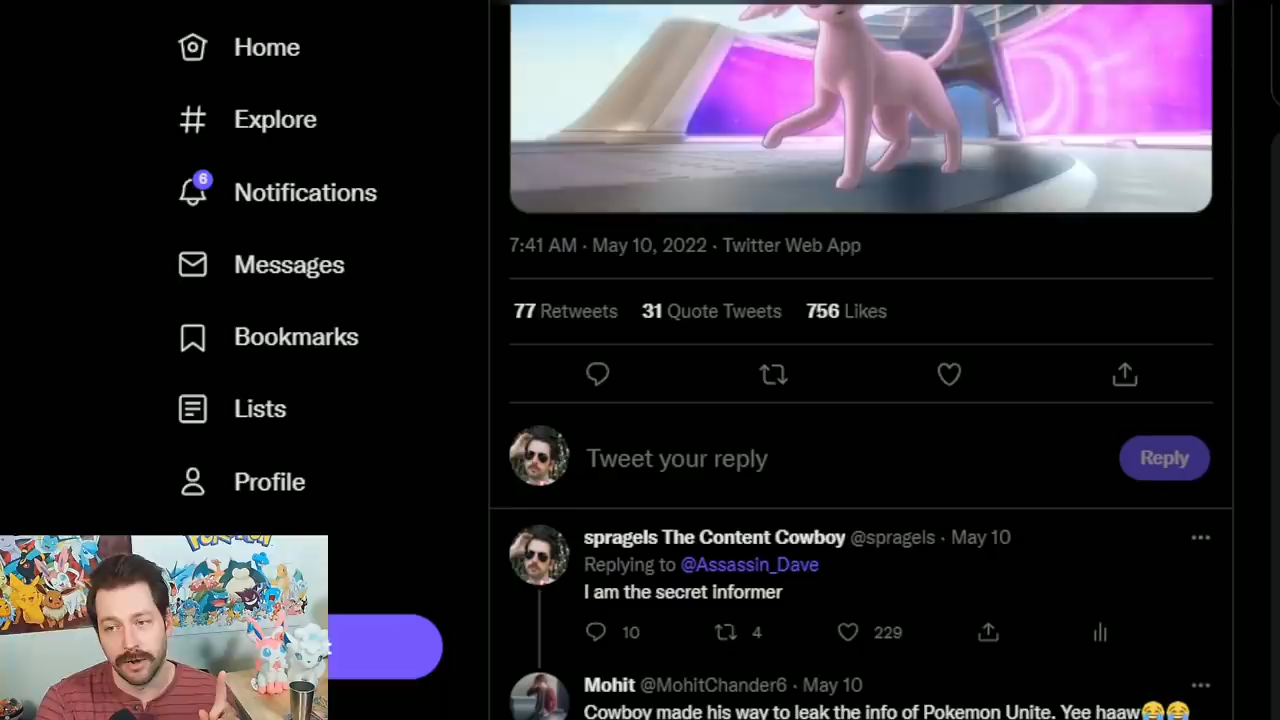 Home
Explore
6
Notifications
Messages
Bookmarks
Lists
Profile
7:41 AM · May 10, 2022 · Twitter Web App
77 Retweets 31 Quote Tweets 756 Likes
Tweet your reply
Reply
spragels The Content Cowboy @spragels · May 10
Replying to @Assassin_Dave
I am the secret informer
10 4 229
Mohit @MohitChander6 · May 10
Cowboy made his way to leak the info of Pokemon Unite. Yee haaw😂😂
POKÉMON